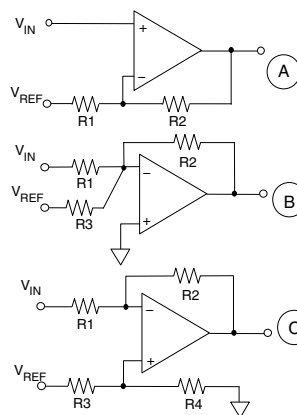 V_IN
+
A
−
V_REF
R1
R2
V_IN
R2
R1
−
V_REF
B
R3
+
V_IN
R2
R1
−
C
+
V_REF
R3
R4